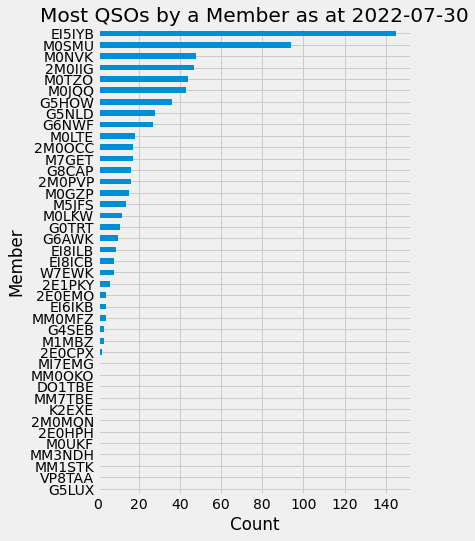 Most QSOs by a Member as at 2022-07-30
EI5IYB
M0SMU
M0NVK
2M0IIG
M0TZO
M0JQQ
G5HOW
G5NLD
G6NWF
M0LTE
2M0OCC
M7GET
G8CAP
2M0PVP
M0GZP
M5JFS
M0LKW
G0TRT
G6AWK
EI8ILB
EI8ICB
W7EWK
2E1PKY
2E0EMO
EI6IKB
MM0MFZ
G4SEB
M1MBZ
2E0CPX
MI7EMG
MM0OKO
DO1TBE
MM7TBE
K2EXE
2M0MQN
2E0HPH
M0UKF
MM3NDH
MM1STK
VP8TAA
G5LUX
Member
0 20 40 60 80 100 120 140
Count